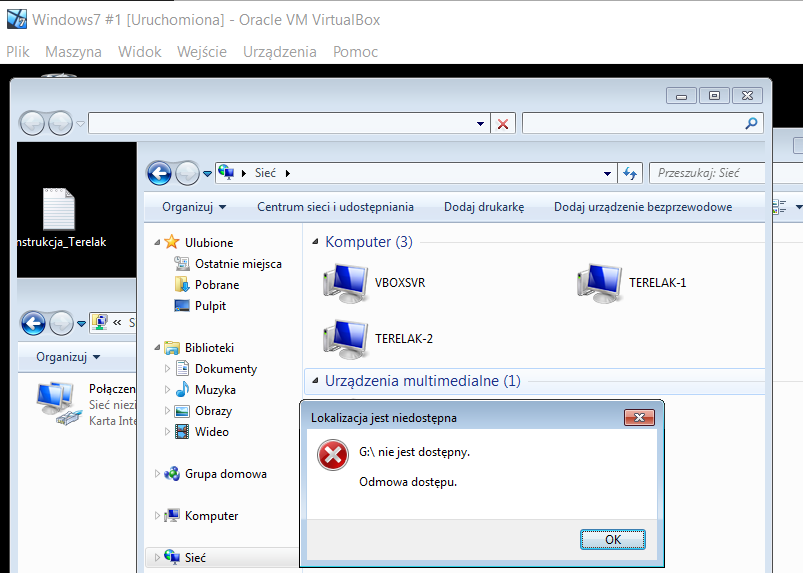 Windows7 #1 [Uruchomiona] - Oracle VM VirtualBox
Plik Maszyna Widok Wejście Urządzenia Pomoc
Sieć
Przeszukaj: Sieć
Organizuj
Centrum sieci i udostępniania
Dodaj drukarkę
Dodaj urządzenie bezprzewodowe
nstrukcja_Terelak
« S
Organizuj
Połączen
Sieć niezi
Karta Inte
Ulubione
Ostatnie miejsca
Pobrane
Pulpit
Biblioteki
Dokumenty
Muzyka
Obrazy
Wideo
Grupa domowa
Komputer
Sieć
Komputer (3)
VBOXSVR
TERELAK-1
TERELAK-2
Urządzenia multimedialne (1)
Lokalizacja jest niedostępna
G:\ nie jest dostępny.
Odmowa dostępu.
OK